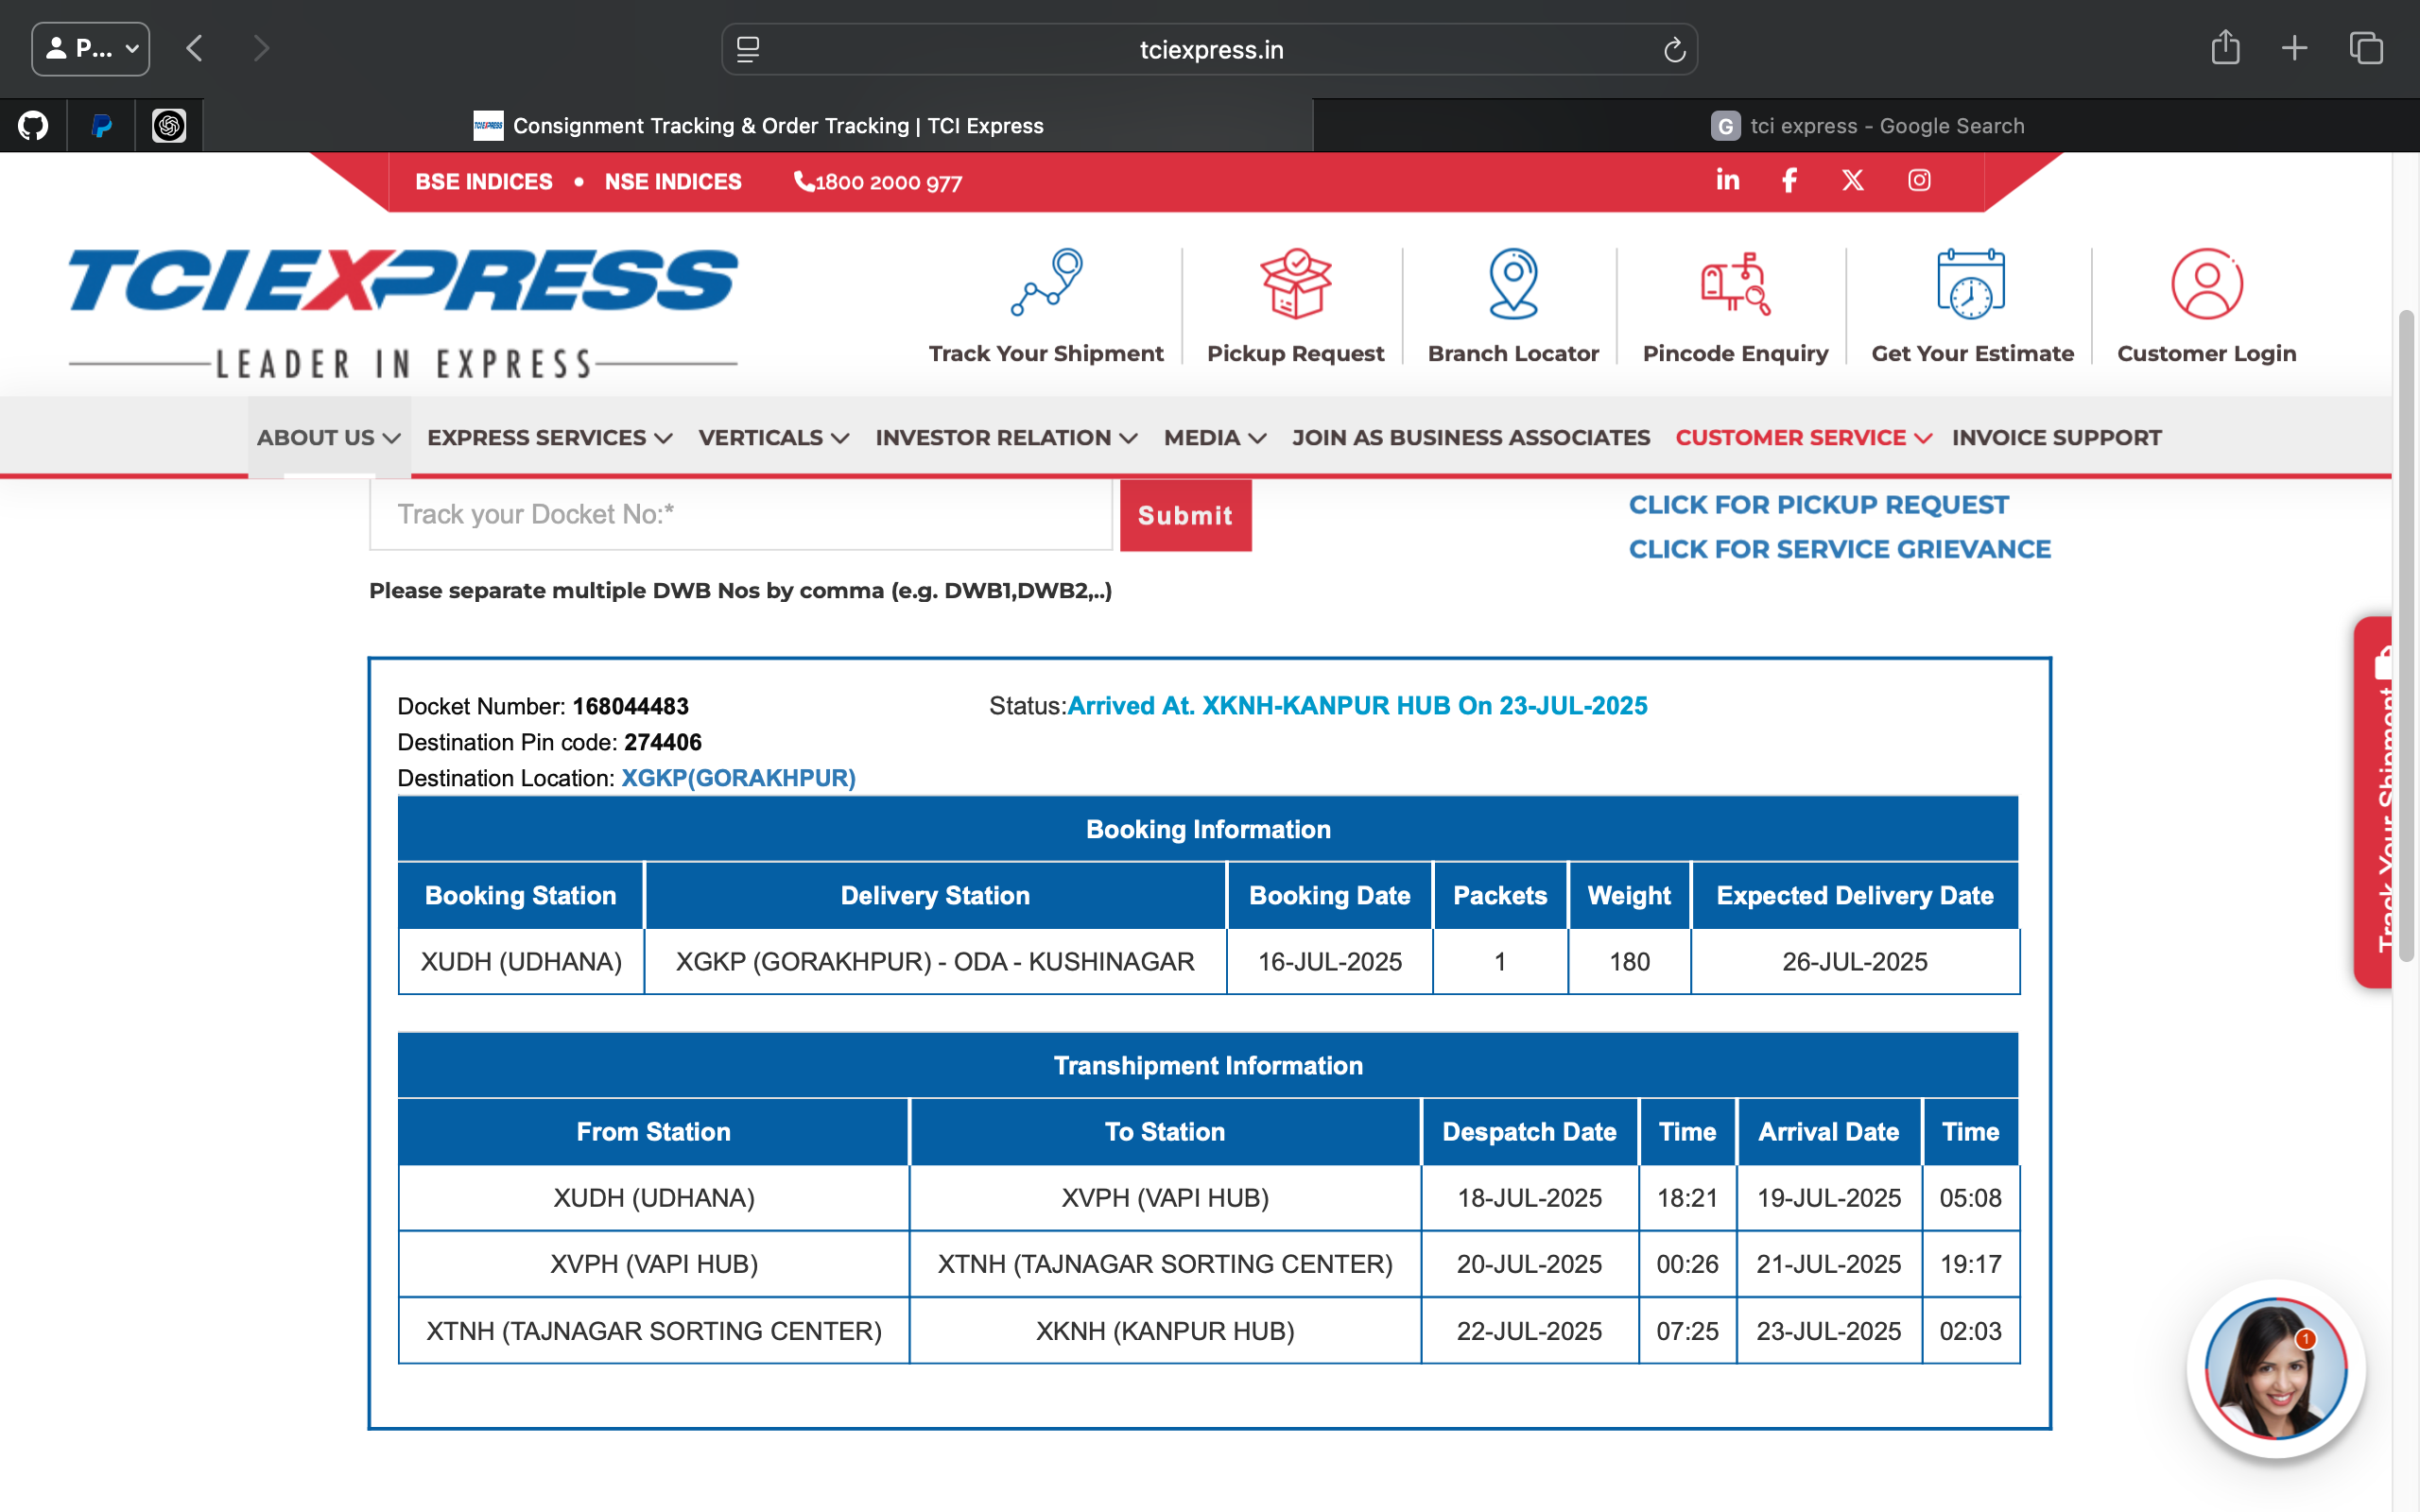 P...
tciexpress.in
Consignment Tracking & Order Tracking | TCI Express
G tci express - Google Search
BSE INDICES • NSE INDICES 1800 2000 977
in f X
TCIEXPRESS
LEADER IN EXPRESS
Track Your Shipment Pickup Request Branch Locator Pincode Enquiry Get Your Estimate Customer Login
ABOUT US EXPRESS SERVICES VERTICALS INVESTOR RELATION MEDIA JOIN AS BUSINESS ASSOCIATES CUSTOMER SERVICE INVOICE SUPPORT
Track your Docket No:* Submit
CLICK FOR PICKUP REQUEST
CLICK FOR SERVICE GRIEVANCE
Please separate multiple DWB Nos by comma (e.g. DWB1,DWB2,..)
Docket Number: 168044483 Status:Arrived At. XKNH-KANPUR HUB On 23-JUL-2025
Destination Pin code: 274406
Destination Location: XGKP(GORAKHPUR)
Booking Information
Booking Station Delivery Station Booking Date Packets Weight Expected Delivery Date
XUDH (UDHANA) XGKP (GORAKHPUR) - ODA - KUSHINAGAR 16-JUL-2025 1 180 26-JUL-2025
Transhipment Information
From Station To Station Despatch Date Time Arrival Date Time
XUDH (UDHANA) XVPH (VAPI HUB) 18-JUL-2025 18:21 19-JUL-2025 05:08
XVPH (VAPI HUB) XTNH (TAJNAGAR SORTING CENTER) 20-JUL-2025 00:26 21-JUL-2025 19:17
XTNH (TAJNAGAR SORTING CENTER) XKNH (KANPUR HUB) 22-JUL-2025 07:25 23-JUL-2025 02:03
Track Your Shipment
1